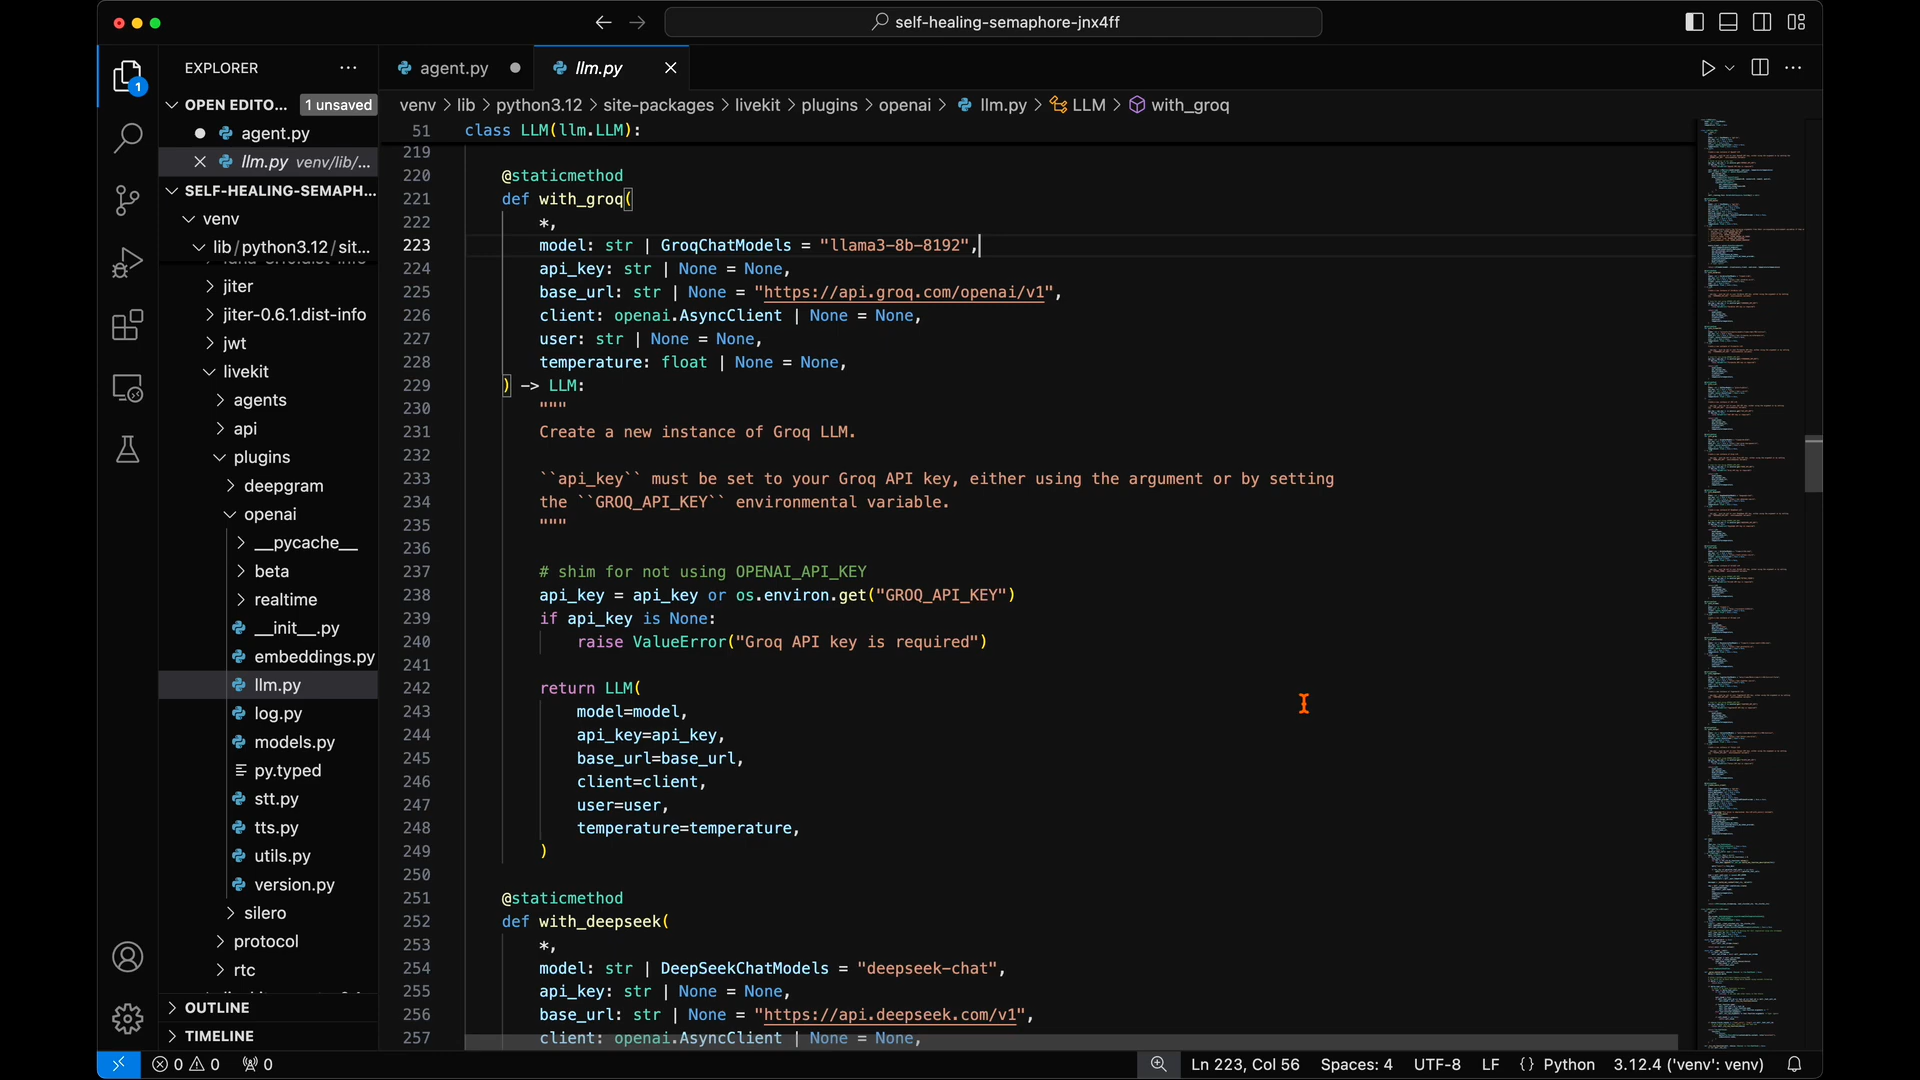 self-healing-semaphore-jnx4ff
EXPLORER
agent.py
llm.py
1
OPEN EDITO...
1 unsaved
agent.py
llm.py venv/lib/...
SELF-HEALING-SEMAPH...
venv
lib/python3.12/sit...
jiter
jiter-0.6.1.dist-info
jwt
livekit
agents
api
plugins
deepgram
openai
__pycache__
beta
realtime
__init__.py
embeddings.py
llm.py
log.py
models.py
py.typed
stt.py
tts.py
utils.py
version.py
silero
protocol
rtc
OUTLINE
TIMELINE
venv > lib > python3.12 > site-packages > livekit > plugins > openai > llm.py > LLM > with_groq
51 class LLM(llm.LLM):
219
220 @staticmethod
221 def with_groq(
222 *,
223 model: str | GroqChatModels = "llama3-8b-8192",
224 api_key: str | None = None,
225 base_url: str | None = "https://api.groq.com/openai/v1",
226 client: openai.AsyncClient | None = None,
227 user: str | None = None,
228 temperature: float | None = None,
229 ) -> LLM:
230 """
231 Create a new instance of Groq LLM.
232
233 ``api_key`` must be set to your Groq API key, either using the argument or by setting
234 the ``GROQ_API_KEY`` environmental variable.
235 """
236
237 # shim for not using OPENAI_API_KEY
238 api_key = api_key or os.environ.get("GROQ_API_KEY")
239 if api_key is None:
240 raise ValueError("Groq API key is required")
241
242 return LLM(
243 model=model,
244 api_key=api_key,
245 base_url=base_url,
246 client=client,
247 user=user,
248 temperature=temperature,
249 )
250
251 @staticmethod
252 def with_deepseek(
253 *,
254 model: str | DeepSeekChatModels = "deepseek-chat",
255 api_key: str | None = None,
256 base_url: str | None = "https://api.deepseek.com/v1",
257 client: openai.AsyncClient | None = None,
0 0 0
Ln 223, Col 56
Spaces: 4
UTF-8
LF
{} Python
3.12.4 ('venv': venv)